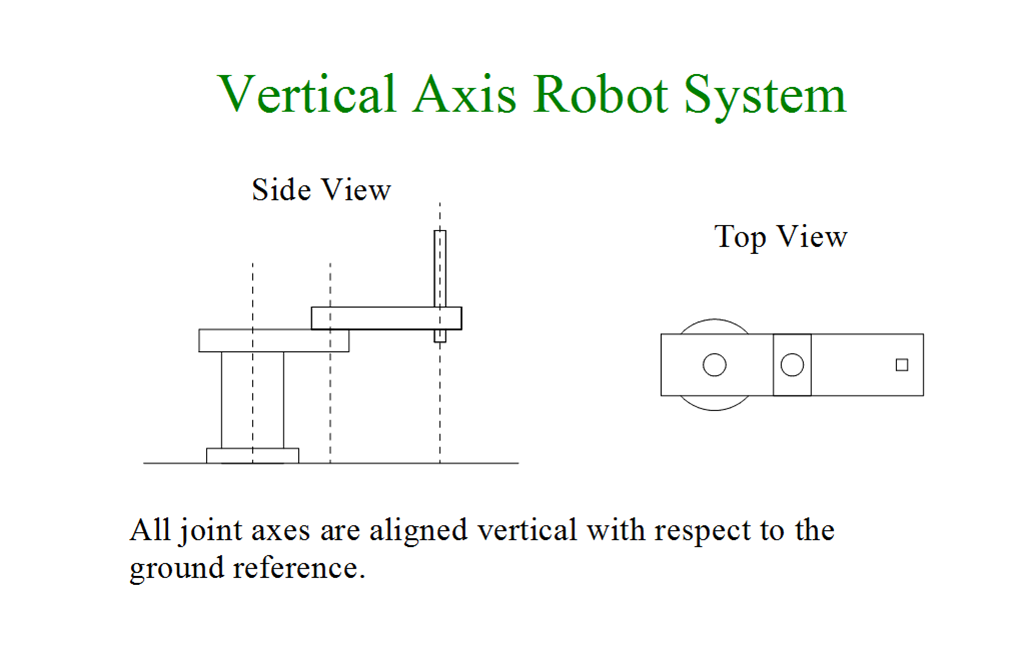 Vertical Axis Robot System
Side View
Top View
All joint axes are aligned vertical with respect to the
ground reference.